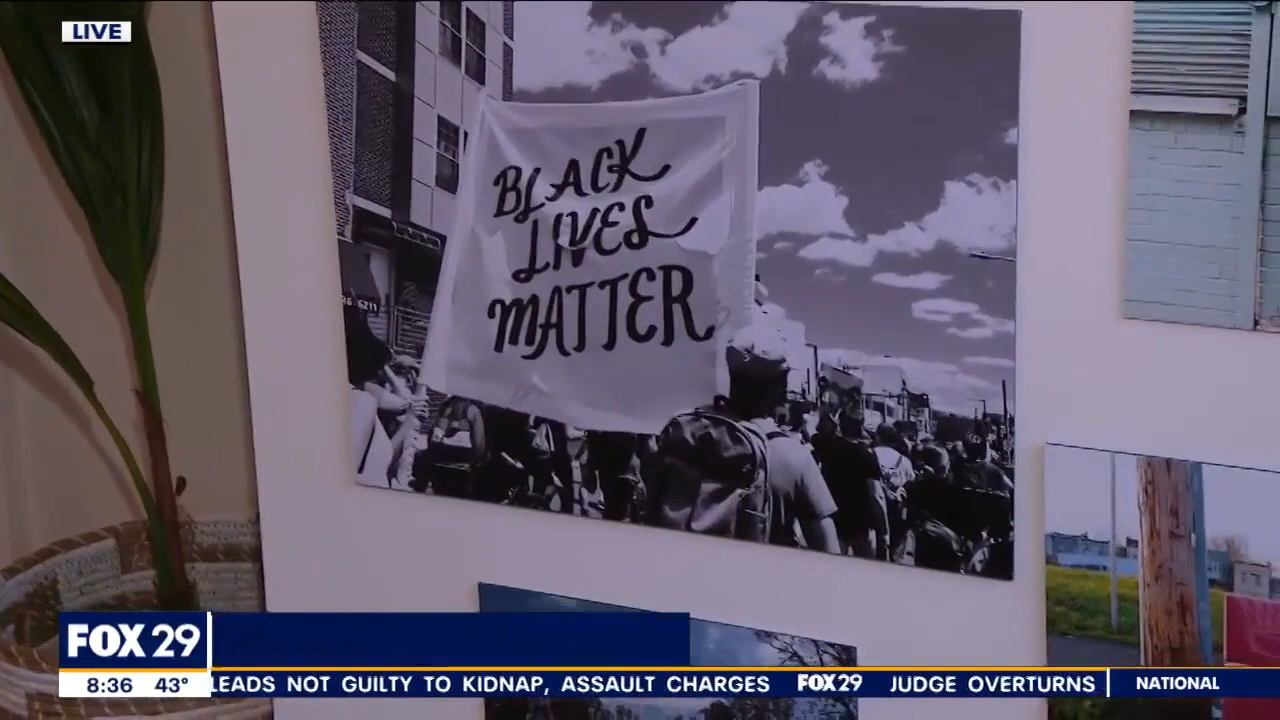 LIVE
BLACK
LIVES
MATTER
FOX 29
8:36 43° LEADS NOT GUILTY TO KIDNAP, ASSAULT CHARGES FOX 29 JUDGE OVERTURNS NATIONAL